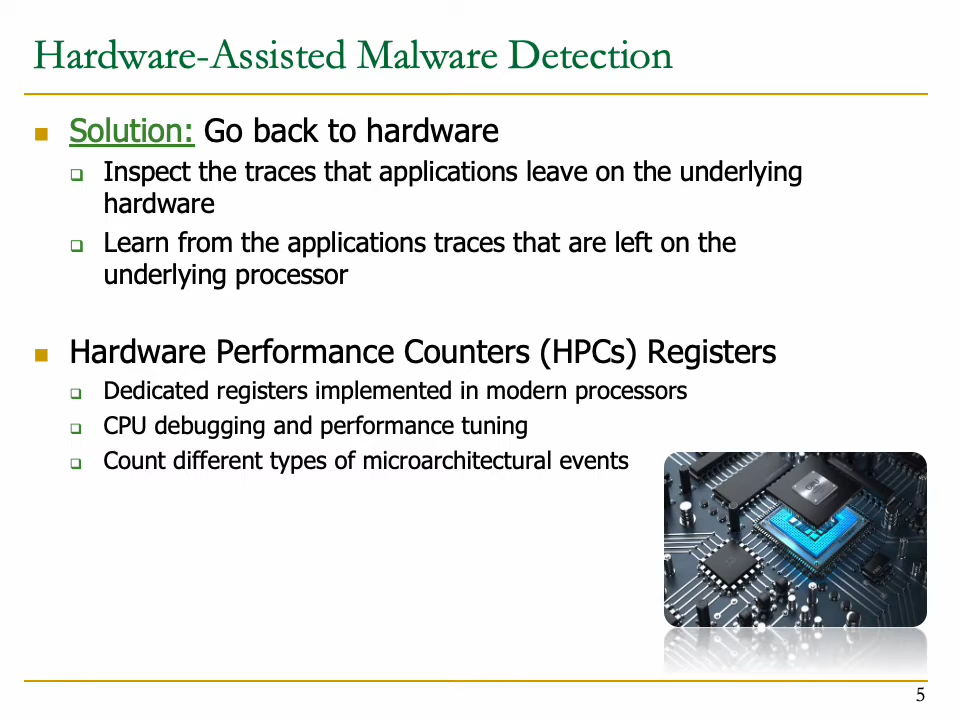 Hardware-Assisted Malware Detection
Solution: Go back to hardware
Inspect the traces that applications leave on the underlying
hardware
Learn from the applications traces that are left on the
underlying processor
Hardware Performance Counters (HPCs) Registers
Dedicated registers implemented in modern processors
CPU debugging and performance tuning
Count different types of microarchitectural events
5